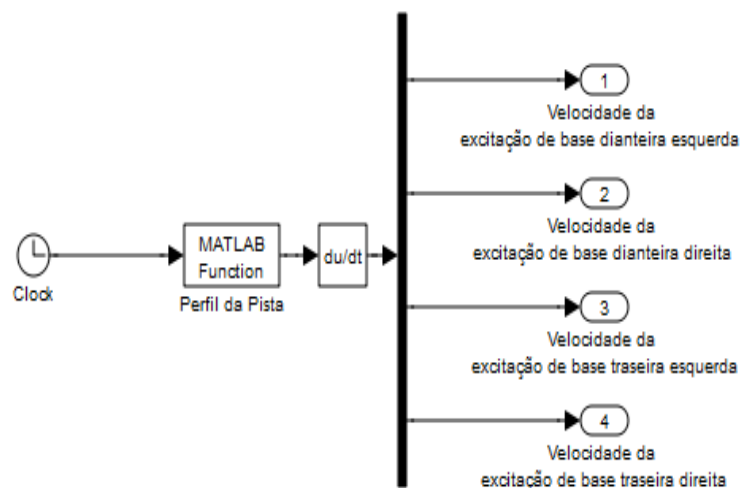 Clock
MATLAB
Function
Perfil da Pista
du/dt
1
Velocidade da
excitação de base dianteira esquerda
2
Velocidade da
excitação de base dianteira direita
3
Velocidade da
excitação de base traseira esquerda
4
Velocidade da
excitação de base traseira direita